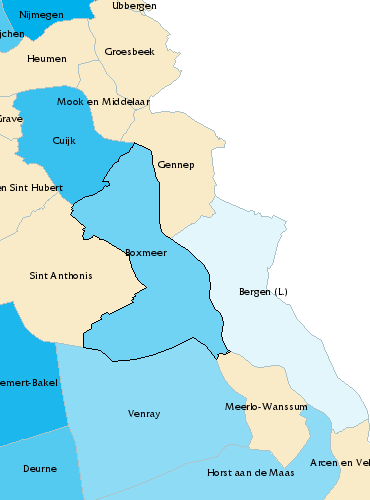 Ubbergen
Nijmegen
jchen
Groesbeek
Heumen
Mook en Middelaar
Grave
Cuijk
Gennep
en Sint Hubert
Boxmeer
Sint Anthonis
Bergen (L.)
emert-Bakel
Meerlo-Wanssum
Venray
Arcen en Vel
Deurne
Horst aan de Maas